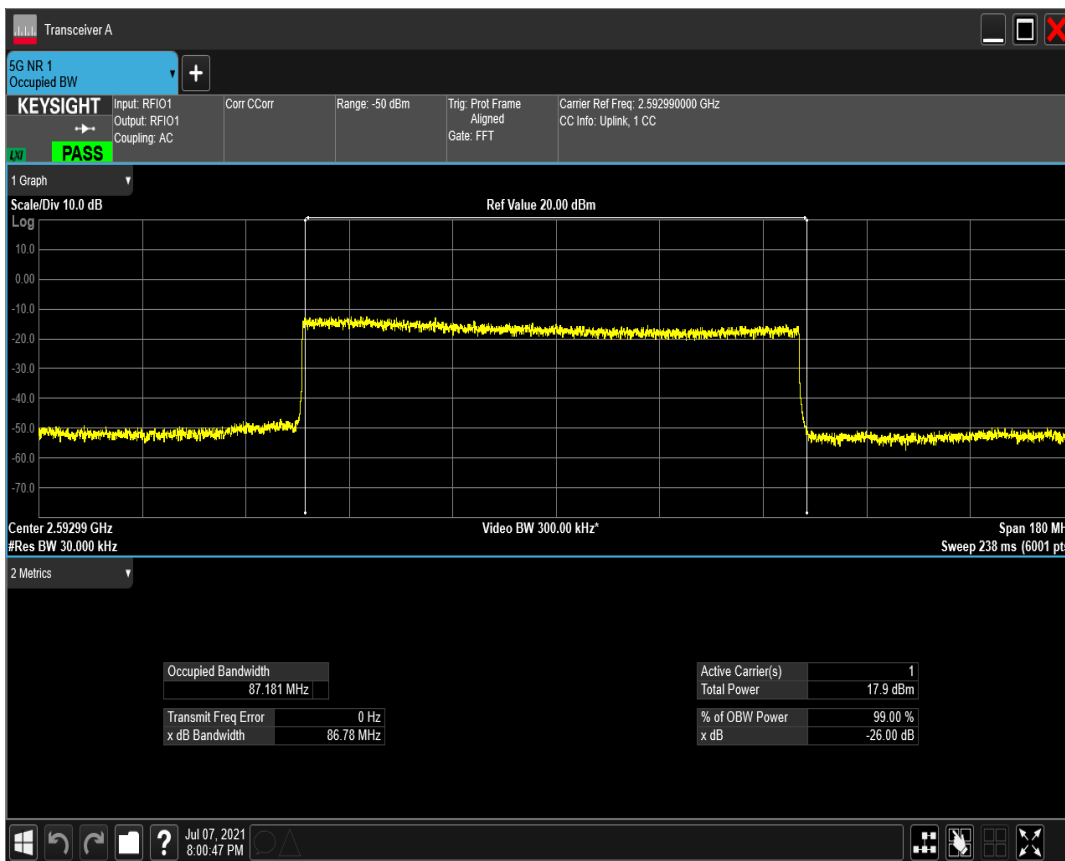 Transceiver A
5G NR 1
Occupied BW
KEYSIGHT
LXI
PASS
Input: RFIO1
Output: RFIO1
Coupling: AC
Corr CCorr
Range: -50 dBm
Trig: Prot Frame
Aligned
Gate: FFT
Carrier Ref Freq: 2.592990000 GHz
CC Info: Uplink, 1 CC
1 Graph
Scale/Div 10.0 dB
Ref Value 20.00 dBm
Log
10.0
0.00
-10.0
-20.0
-30.0
-40.0
-50.0
-60.0
-70.0
Center 2.59299 GHz
Video BW 300.00 kHz*
Span 180 MH
#Res BW 30.000 kHz
Sweep 238 ms (6001 pts
2 Metrics
Occupied Bandwidth
87.181 MHz
Transmit Freq Error 0 Hz
x dB Bandwidth 86.78 MHz
Active Carrier(s) 1
Total Power 17.9 dBm
% of OBW Power 99.00 %
x dB -26.00 dB
?
Jul 07, 2021
8:00:47 PM